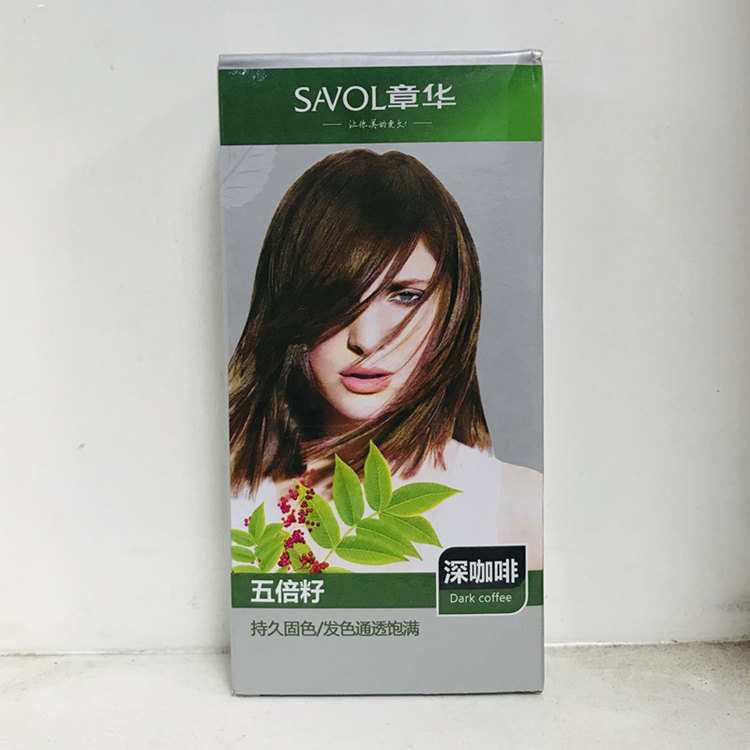 SAVOL章华
让你美的更久!
五倍籽
深咖啡
Dark coffee
持久固色/发色通透饱满